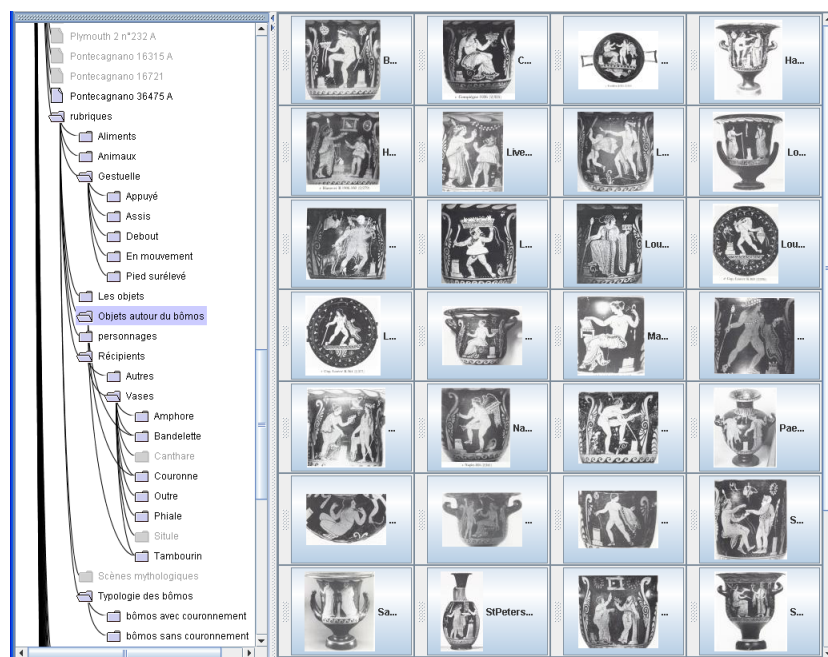 Plymouth 2 n°232 A
Pontecagnano 16315 A
Pontecagnano 16721
Pontecagnano 36475 A
rubriques
Aliments
Animaux
Gestuelle
Appuyé
Assis
Debout
En mouvement
Pied surélevé
Les objets
Objets autour du bômos
personnages
Récipients
Autres
Vases
Amphore
Bandelette
Canthare
Couronne
Outre
Phiale
Situle
Tambourin
Scènes mythologiques
Typologie des bômos
bômos avec couronnement
bômos sans couronnement
B... C... ... Ha...
H... Live... L... Lo...
... L... Lou... Lou...
L... ... Ma... ...
... Na... ... Pae...
... ... ... S...
Sa... StPeters... ... S...